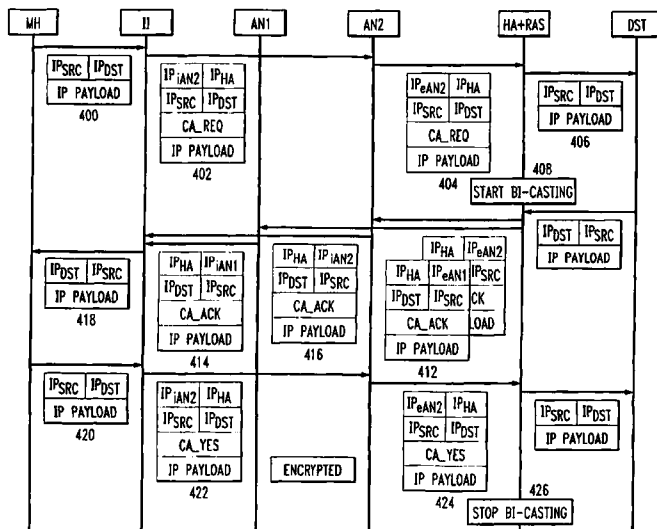 MH II AN1 AN2 HA+RAS DST
IPSRC IPDST
IP PAYLOAD
400
IPiAN2 IPHA
IPSRC IPDST
CA_REQ
IP PAYLOAD
402
IPeAN2 IPHA
IPSRC IPDST
CA_REQ
IP PAYLOAD
404
IPSRC IPDST
IP PAYLOAD
406
408
START BI-CASTING
IPDST IPSRC
IP PAYLOAD
418
IPHA IPiAN1
IPDST IPSRC
CA_ACK
IP PAYLOAD
414
IPHA IPiAN2
IPDST IPSRC
CA_ACK
IP PAYLOAD
416
IPHA IPeAN2
IPSRC
CK
LOAD
IPHA IPeAN1
IPDST IPSRC
CA_ACK
IP PAYLOAD
412
IPDST IPSRC
IP PAYLOAD
IPSRC IPDST
IP PAYLOAD
420
IPiAN2 IPHA
IPSRC IPDST
CA_YES
IP PAYLOAD
422
ENCRYPTED
IPeAN2 IPHA
IPSRC IPDST
CA_YES
IP PAYLOAD
424
IPSRC IPDST
IP PAYLOAD
426
STOP BI-CASTING